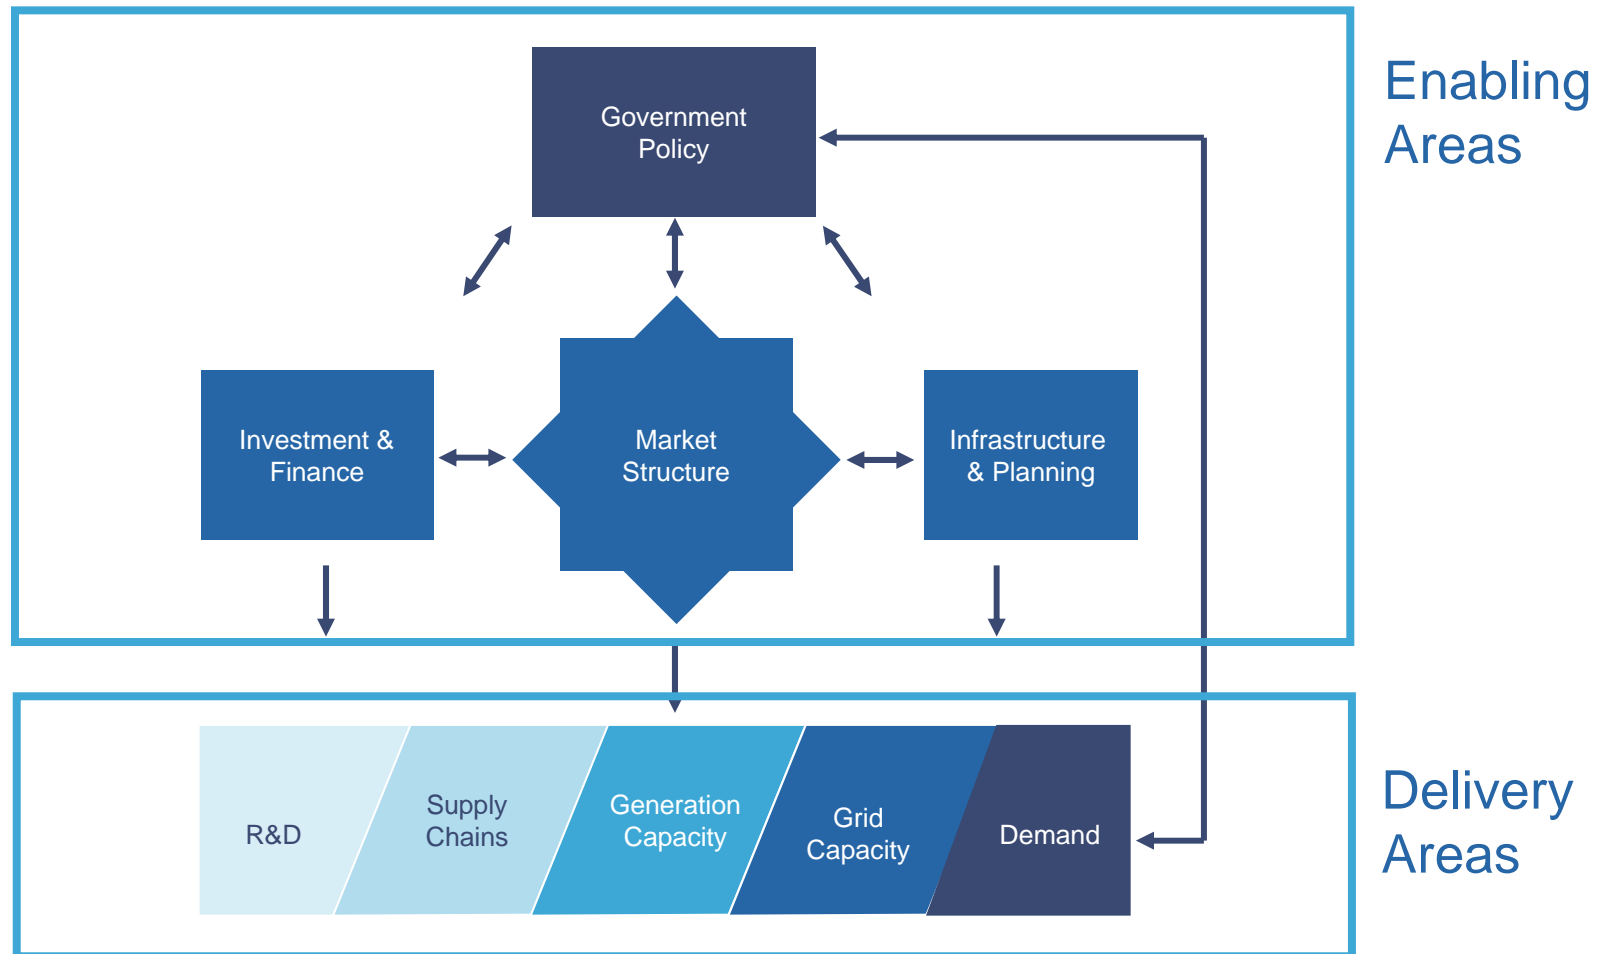 Enabling
Areas
Government
Policy
Investment &
Finance
Market
Structure
Infrastructure
& Planning
Delivery
Areas
R&D
Supply
Chains
Generation
Capacity
Grid
Capacity
Demand